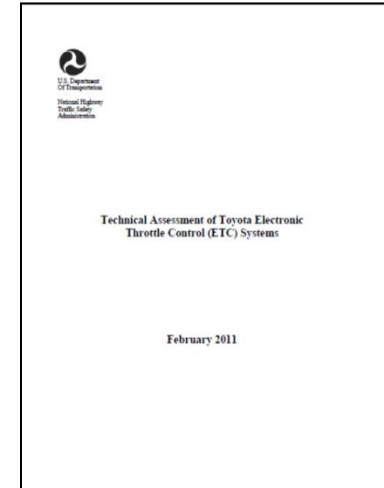 U.S. Department
Of Transportation
National Highway
Traffic Safety
Administration
Technical Assessment of Toyota Electronic
Throttle Control (ETC) Systems
February 2011